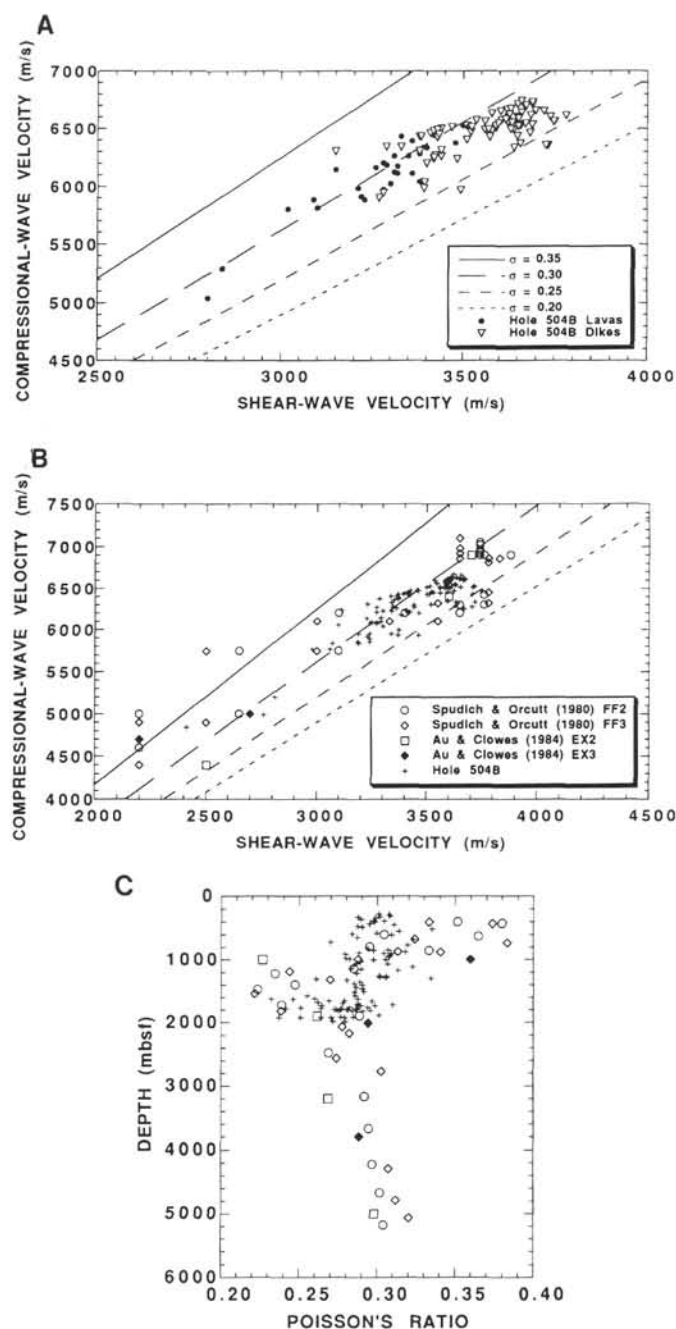 A
COMPRESSIONAL-WAVE VELOCITY (m/s)
7000
6500
6000
5500
5000
4500
2500
3000
3500
4000
SHEAR-WAVE VELOCITY (m/s)
σ = 0.35
σ = 0.30
σ = 0.25
σ = 0.20
Hole 504B Lavas
Hole 504B Dikes
B
COMPRESSIONAL-WAVE VELOCITY (m/s)
7500
7000
6500
6000
5500
5000
4500
4000
2000
2500
3000
3500
4000
4500
SHEAR-WAVE VELOCITY (m/s)
Spudich & Orcutt (1980) FF2
Spudich & Orcutt (1980) FF3
Au & Clowes (1984) EX2
Au & Clowes (1984) EX3
Hole 504B
C
DEPTH (mbsf)
0
1000
2000
3000
4000
5000
6000
0.20
0.25
0.30
0.35
0.40
POISSON'S RATIO